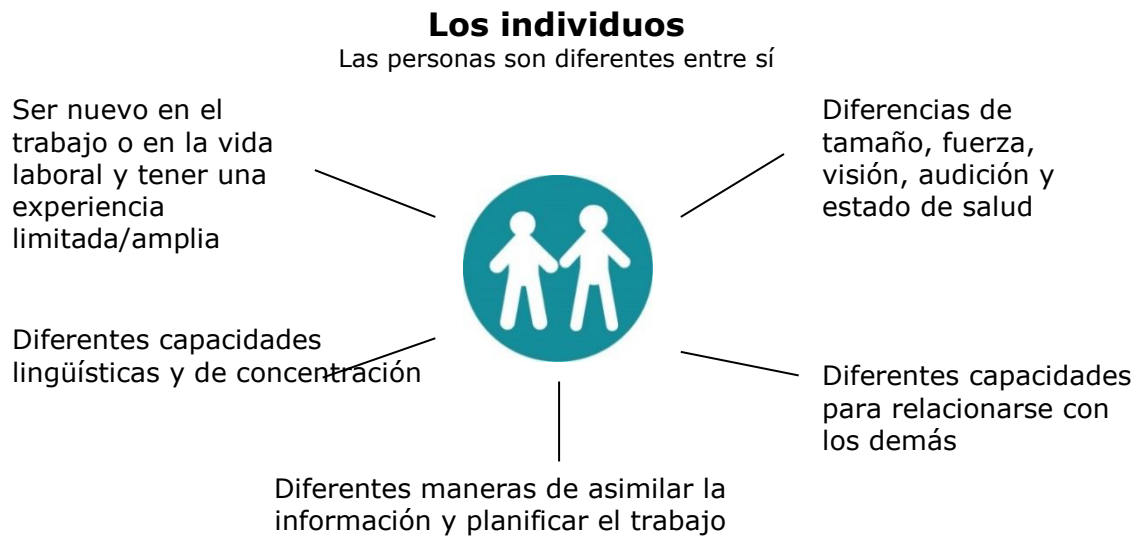 Los individuos
Las personas son diferentes entre sí
Ser nuevo en el
trabajo o en la vida
laboral y tener una
experiencia
limitada/amplia
Diferencias de
tamaño, fuerza,
visión, audición y
estado de salud
Diferentes capacidades
lingüísticas y de concentración
Diferentes capacidades
para relacionarse con
los demás
Diferentes maneras de asimilar la
información y planificar el trabajo